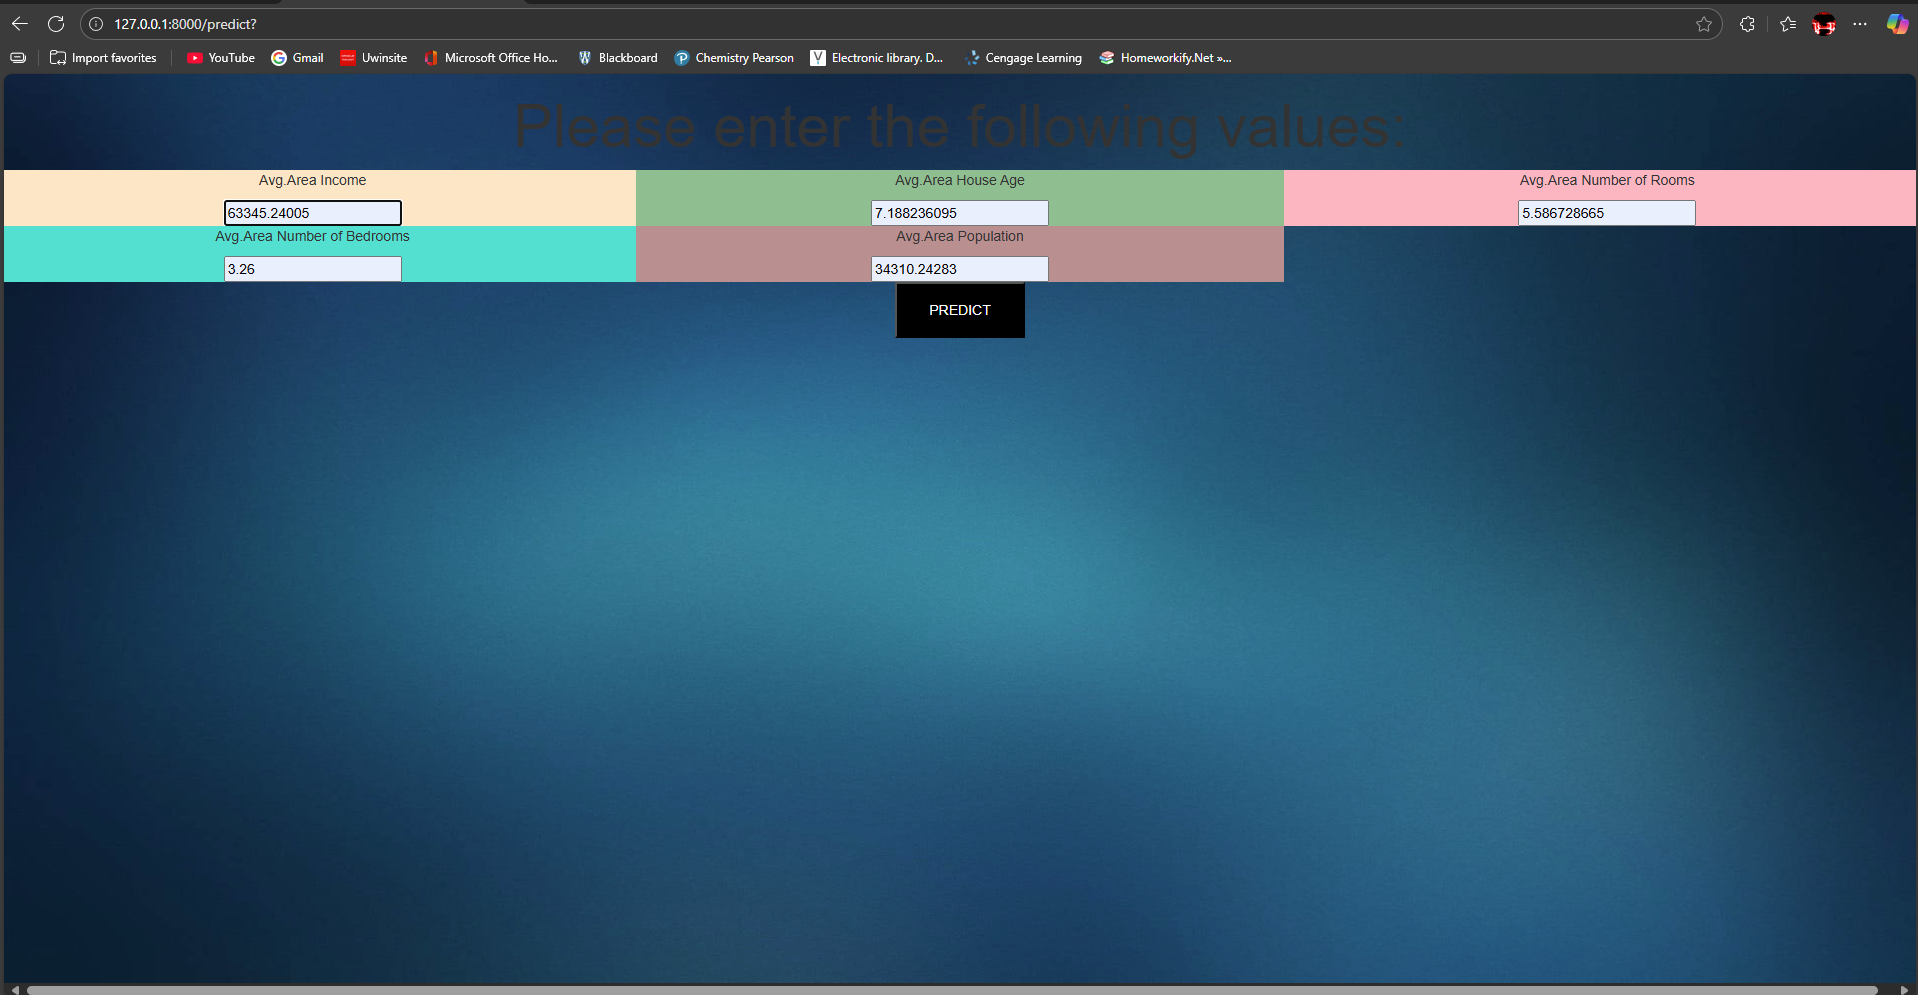 127.0.0.1:8000/predict?
Import favorites YouTube Gmail Uwinsite Microsoft Office Ho... Blackboard Chemistry Pearson Electronic library. D... Cengage Learning Homeworkify.Net »...
Please enter the following values:
Avg.Area Income Avg.Area House Age Avg.Area Number of Rooms
63345.24005 7.188236095 5.586728665
Avg.Area Number of Bedrooms Avg.Area Population
3.26 34310.24283
PREDICT